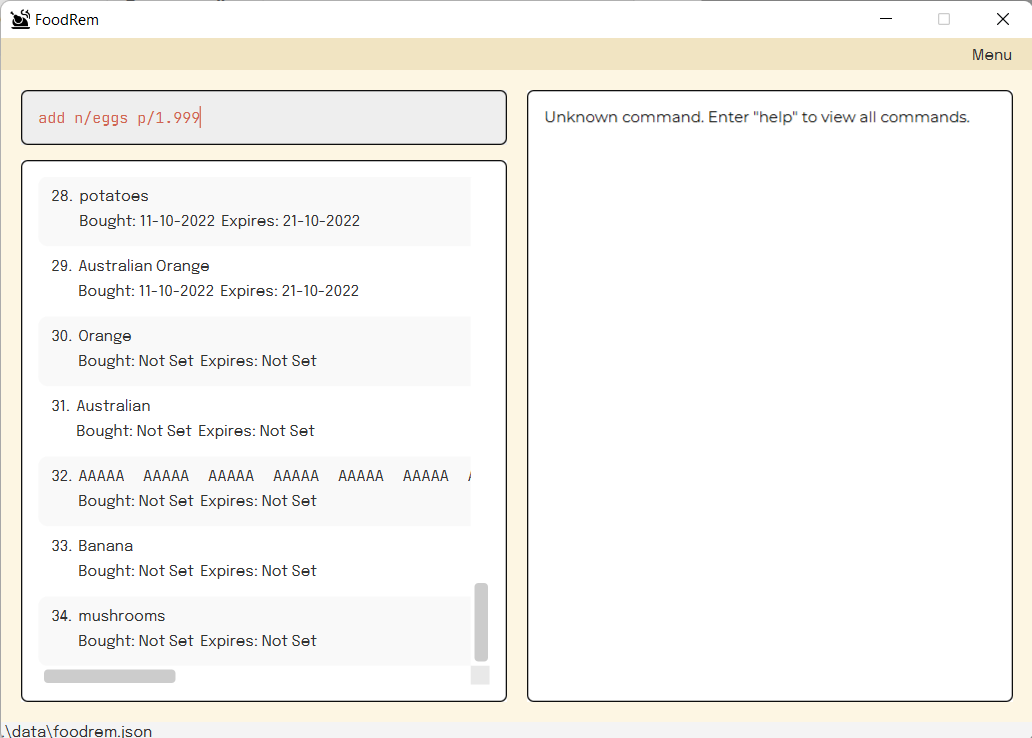 FoodRem
Menu
add n/eggs p/1.999
Unknown command. Enter "help" to view all commands.
28. potatoes
Bought: 11-10-2022 Expires: 21-10-2022
29. Australian Orange
Bought: 11-10-2022 Expires: 21-10-2022
30. Orange
Bought: Not Set Expires: Not Set
31. Australian
Bought: Not Set Expires: Not Set
32. AAAAA AAAAA AAAAA AAAAA AAAAA AAAAA
Bought: Not Set Expires: Not Set
33. Banana
Bought: Not Set Expires: Not Set
34. mushrooms
Bought: Not Set Expires: Not Set
.\data\foodrem.json